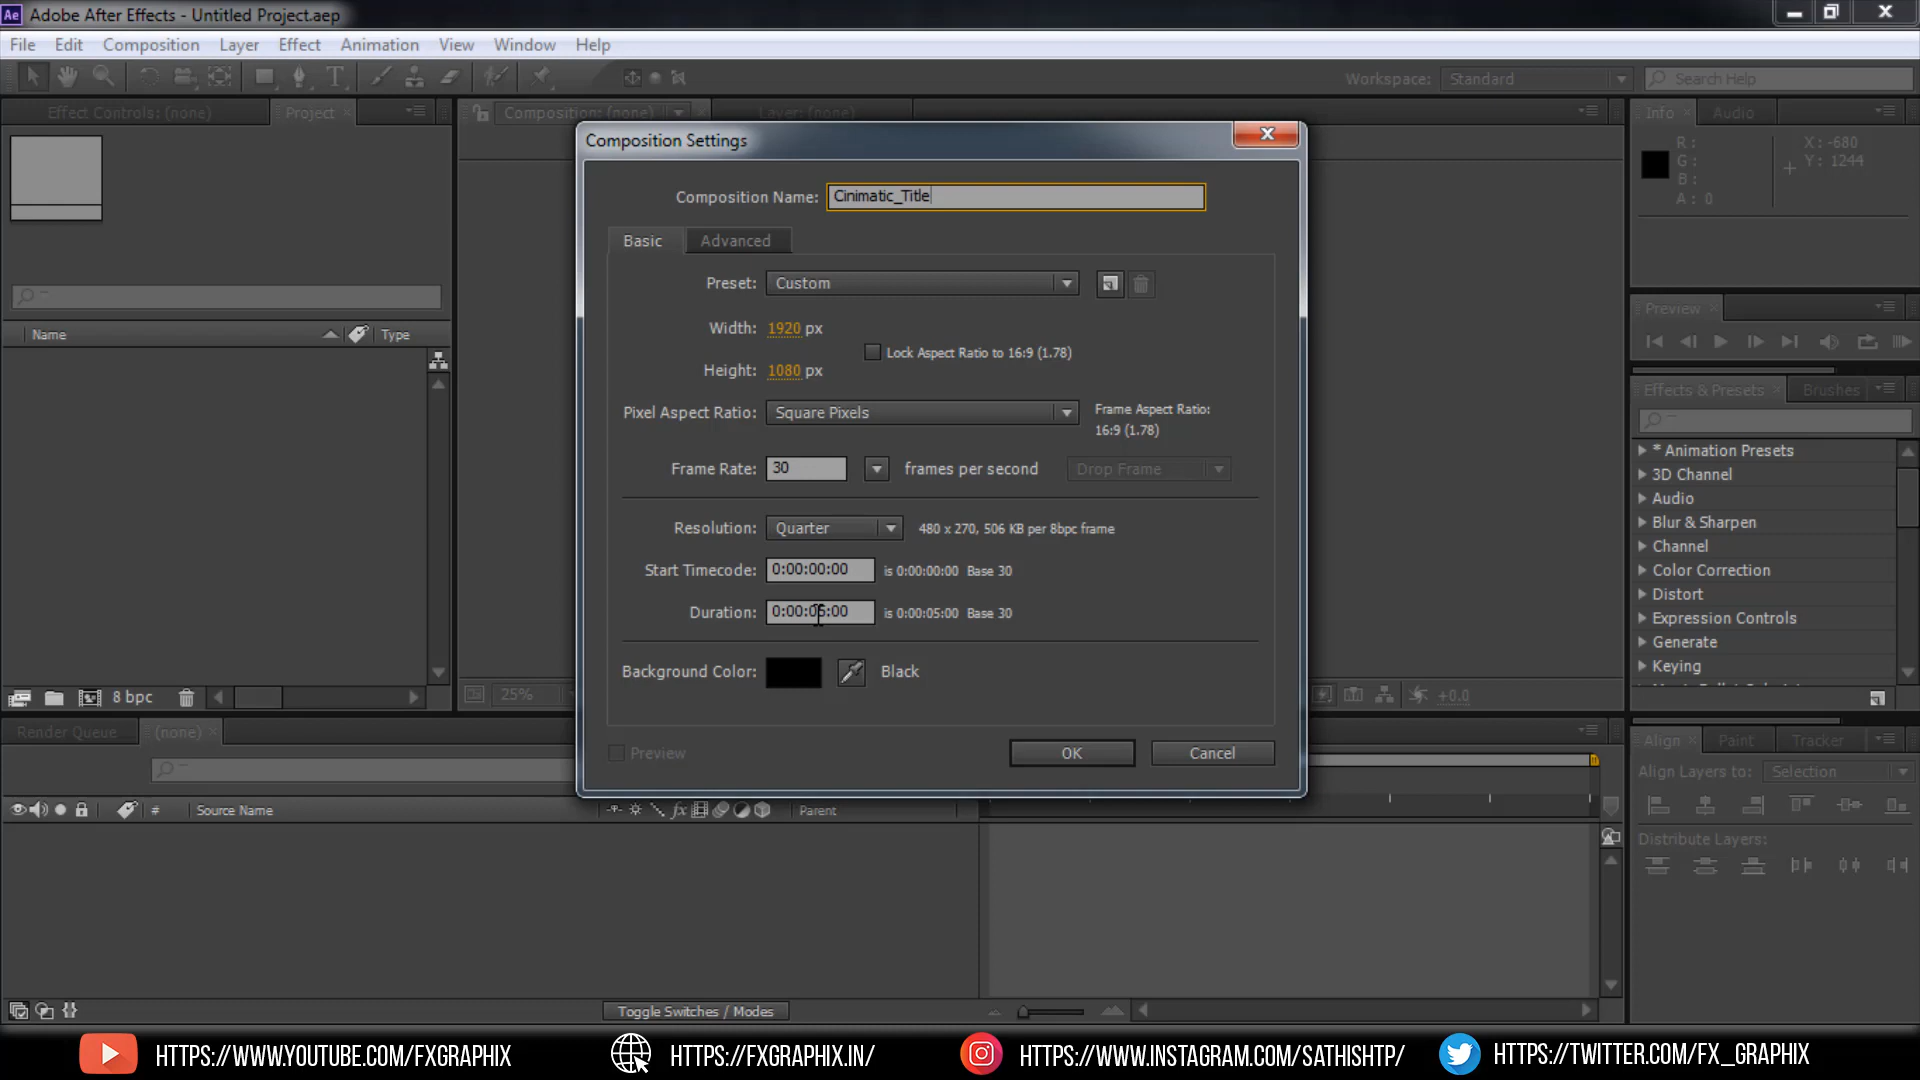 Ae Adobe After Effects - Untitled Project.aep
File Edit Composition Layer Effect Animation View Window Help
Workspace: Standard Search Help
Effect Controls: (none) Project Composition: (none) Layer: (none) Info Audio
R :
G :
B :
A : 0
X : -680
Y : 1244
Composition Settings
Composition Name: Cinimatic_Title
Basic Advanced
Preset: Custom
Width: 1920 px
Lock Aspect Ratio to 16:9 (1.78)
Height: 1080 px
Pixel Aspect Ratio: Square Pixels
Frame Aspect Ratio:
16:9 (1.78)
Frame Rate: 30 frames per second Drop Frame
Resolution: Quarter 480 x 270, 506 KB per 8bpc frame
Start Timecode: 0:00:00:00 is 0:00:00:00 Base 30
Duration: 0:00:05:00 is 0:00:05:00 Base 30
Background Color: Black
Preview OK Cancel
Name Type
8 bpc
25%
+0.0
Preview
Effects & Presets Brushes
* Animation Presets
3D Channel
Audio
Blur & Sharpen
Channel
Color Correction
Distort
Expression Controls
Generate
Keying
Render Queue (none)
# Source Name fx Parent
Toggle Switches / Modes
Align Paint Tracker
Align Layers to: Selection
Distribute Layers:
HTTPS://WWW.YOUTUBE.COM/FXGRAPHIX HTTPS://FXGRAPHIX.IN/ HTTPS://WWW.INSTAGRAM.COM/SATHISHTP/ HTTPS://TWITTER.COM/FX_GRAPHIX